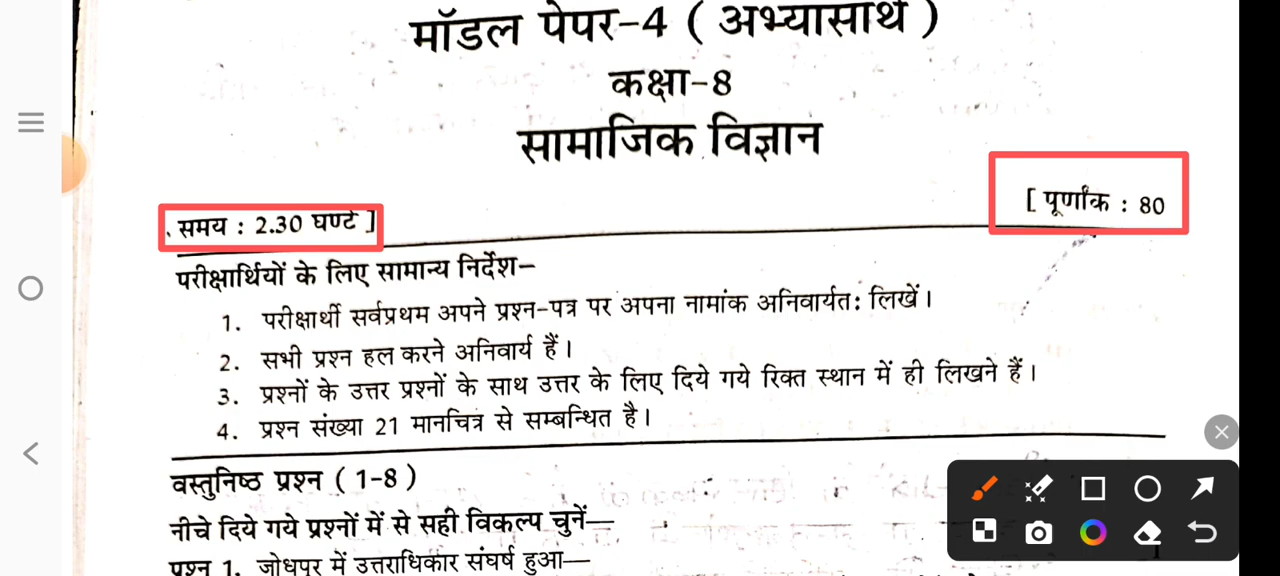 मॉडल पेपर-4 ( अभ्यासार्थ )
कक्षा-8
सामाजिक विज्ञान
समय : 2.30 घण्टे ]
[ पूर्णांक : 80
परीक्षार्थियों के लिए सामान्य निर्देश–
1. परीक्षार्थी सर्वप्रथम अपने प्रश्न-पत्र पर अपना नामांक अनिवार्यतः लिखें।
2. सभी प्रश्न हल करने अनिवार्य हैं।
3. प्रश्नों के उत्तर प्रश्नों के साथ उत्तर के लिए दिये गये रिक्त स्थान में ही लिखने हैं।
4. प्रश्न संख्या 21 मानचित्र से सम्बन्धित है।
वस्तुनिष्ठ प्रश्न ( 1-8 )
नीचे दिये गये प्रश्नों में से सही विकल्प चुनें—
प्रश्न 1. जोधपुर में उत्तराधिकार संघर्ष हुआ—